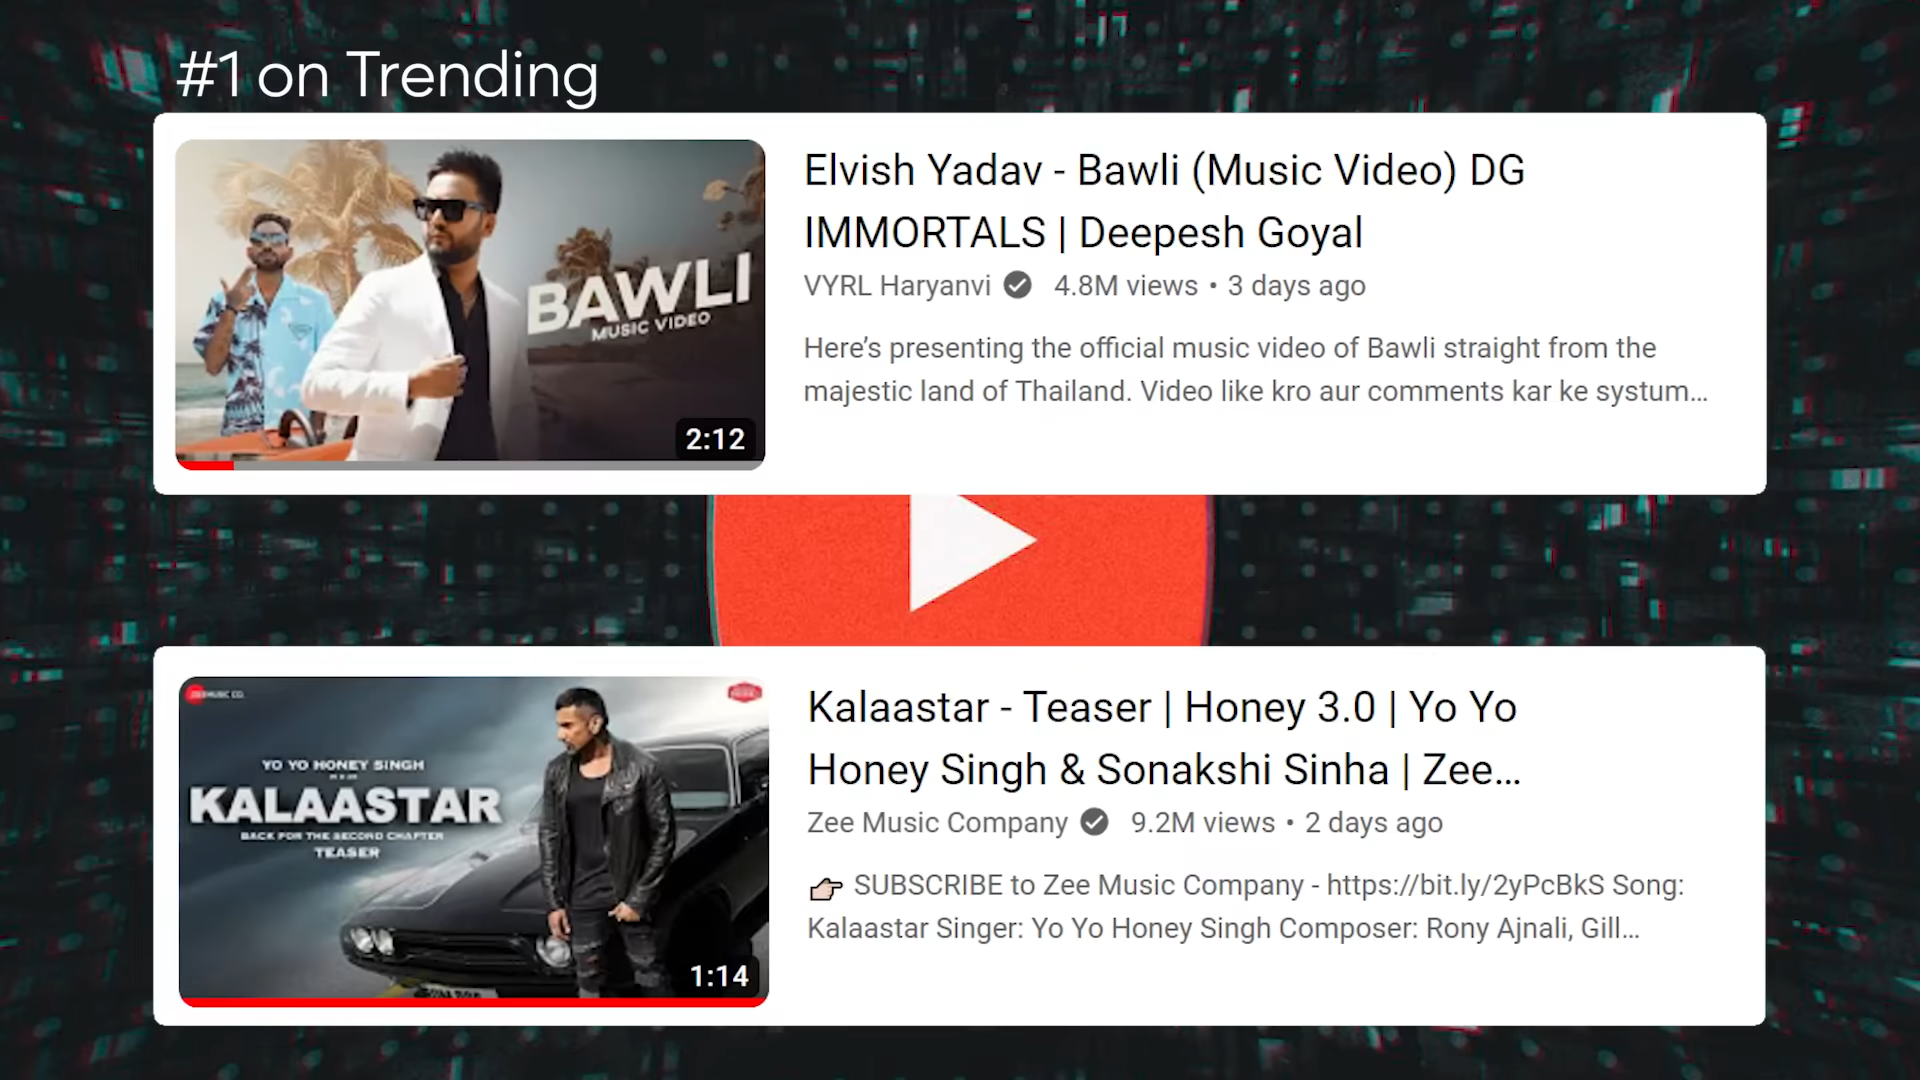 #1 on Trending
BAWLI
MUSIC VIDEO
2:12
Elvish Yadav - Bawli (Music Video) DG
IMMORTALS | Deepesh Goyal
VYRL Haryanvi 4.8M views • 3 days ago
Here’s presenting the official music video of Bawli straight from the
majestic land of Thailand. Video like kro aur comments kar ke systum...
ZEE MUSIC CO.
YO YO HONEY SINGH
KALAASTAR
BACK FOR THE SECOND CHAPTER
TEASER
1:14
Kalaastar - Teaser | Honey 3.0 | Yo Yo
Honey Singh & Sonakshi Sinha | Zee...
Zee Music Company 9.2M views • 2 days ago
👉🏻 SUBSCRIBE to Zee Music Company - https://bit.ly/2yPcBkS Song:
Kalaastar Singer: Yo Yo Honey Singh Composer: Rony Ajnali, Gill...